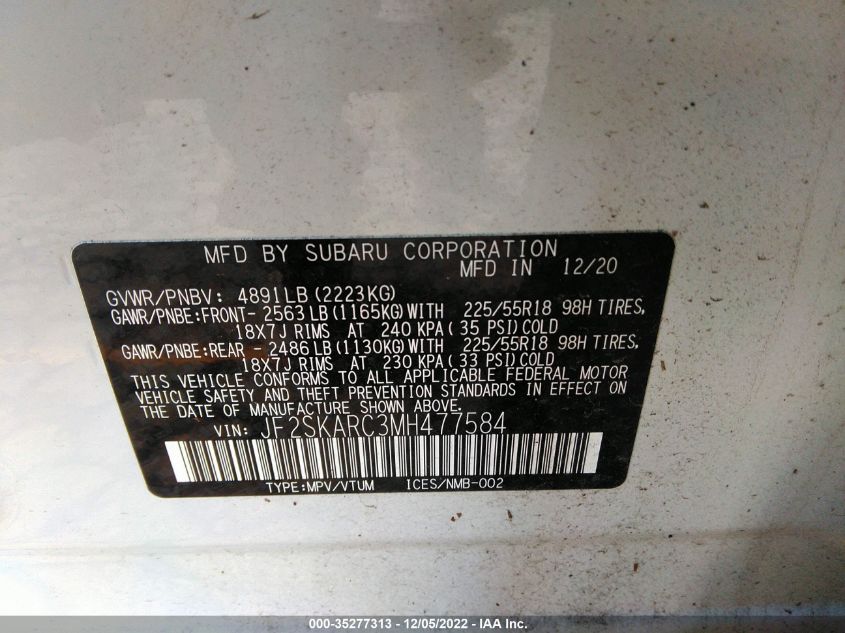 MFD BY SUBARU CORPORATION
MFD IN 12/20
GVWR/PNBV: 4891LB (2223KG)
GAWR/PNBE:FRONT- 2563 LB (1165KG) WITH 225/55R18 98H TIRES,
18X7J RIMS AT 240 KPA ( 35 PSI) COLD
GAWR/PNBE:REAR - 2486 LB (1130KG) WITH 225/55R18 98H TIRES,
18X7J RIMS AT 230 KPA ( 33 PSI) COLD
THIS VEHICLE CONFORMS TO ALL APPLICABLE FEDERAL MOTOR
VEHICLE SAFETY AND THEFT PREVENTION STANDARDS IN EFFECT ON
THE DATE OF MANUFACTURE SHOWN ABOVE.
VIN: JF2SKARC3MH477584
TYPE:MPV/VTUM ICES/NMB-002
000-35277313 - 12/05/2022 - IAA Inc.